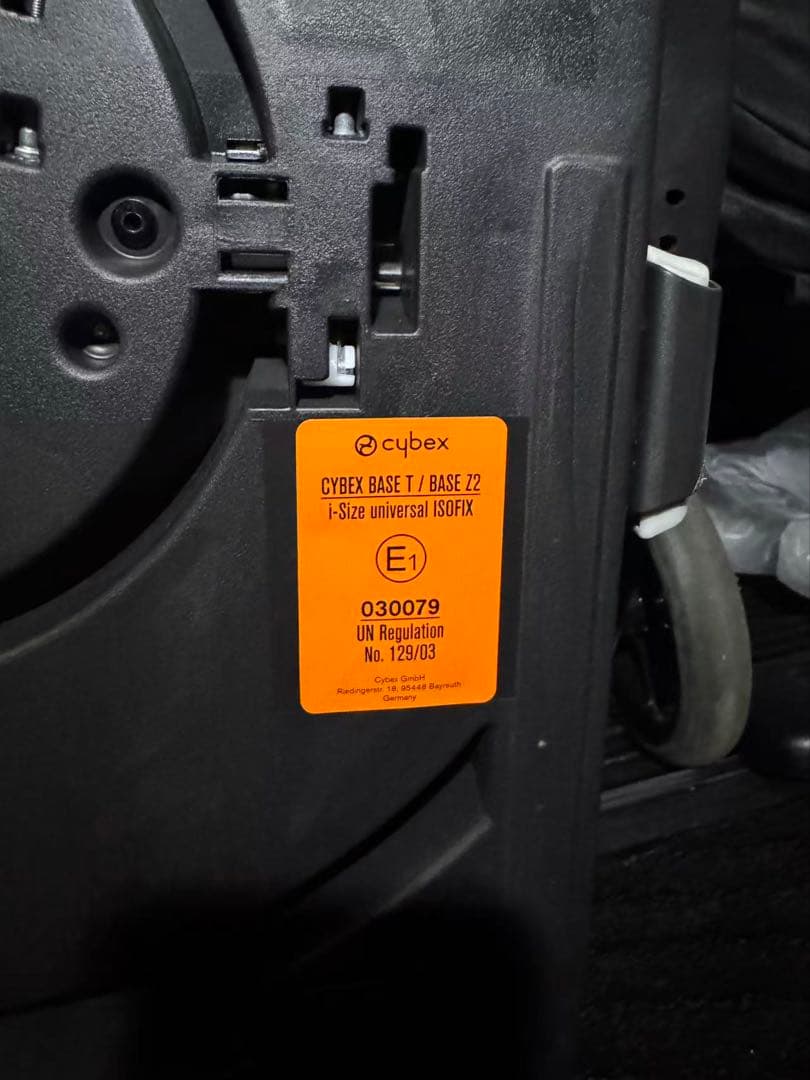 cybex
CYBEX BASE T / BASE Z2
i-Size universal ISOFIX
E1
030079
UN Regulation
No. 129/03
Cybex GmbH
Riedingerstr. 18, 95448 Bayreuth
Germany